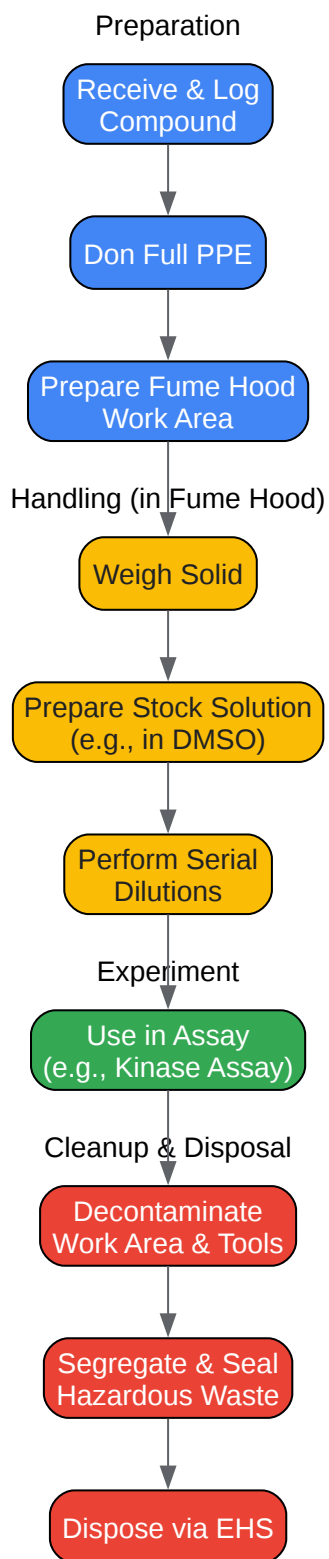 Preparation
Receive & Log
Compound
Don Full PPE
Prepare Fume Hood
Work Area
Handling (in Fume Hood)
Weigh Solid
Prepare Stock Solution
(e.g., in DMSO)
Perform Serial
Dilutions
Experiment
Use in Assay
(e.g., Kinase Assay)
Cleanup & Disposal
Decontaminate
Work Area & Tools
Segregate & Seal
Hazardous Waste
Dispose via EHS